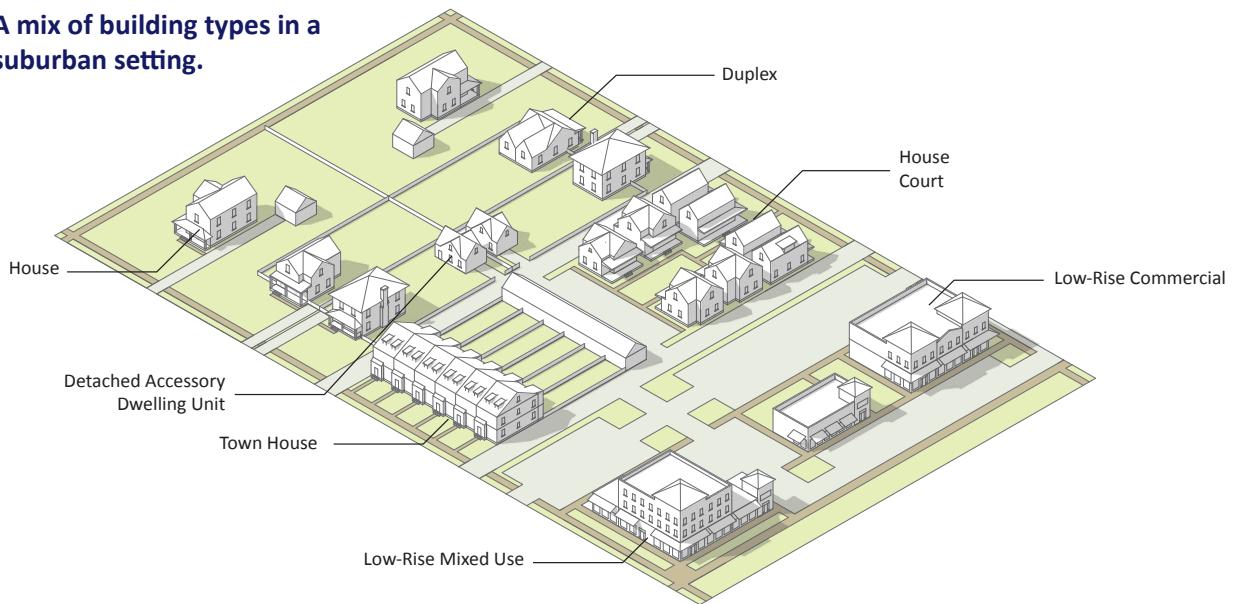 A mix of building types in a
suburban setting.
Duplex
House
Court
House
Low-Rise Commercial
Detached Accessory
Dwelling Unit
Town House
Low-Rise Mixed Use